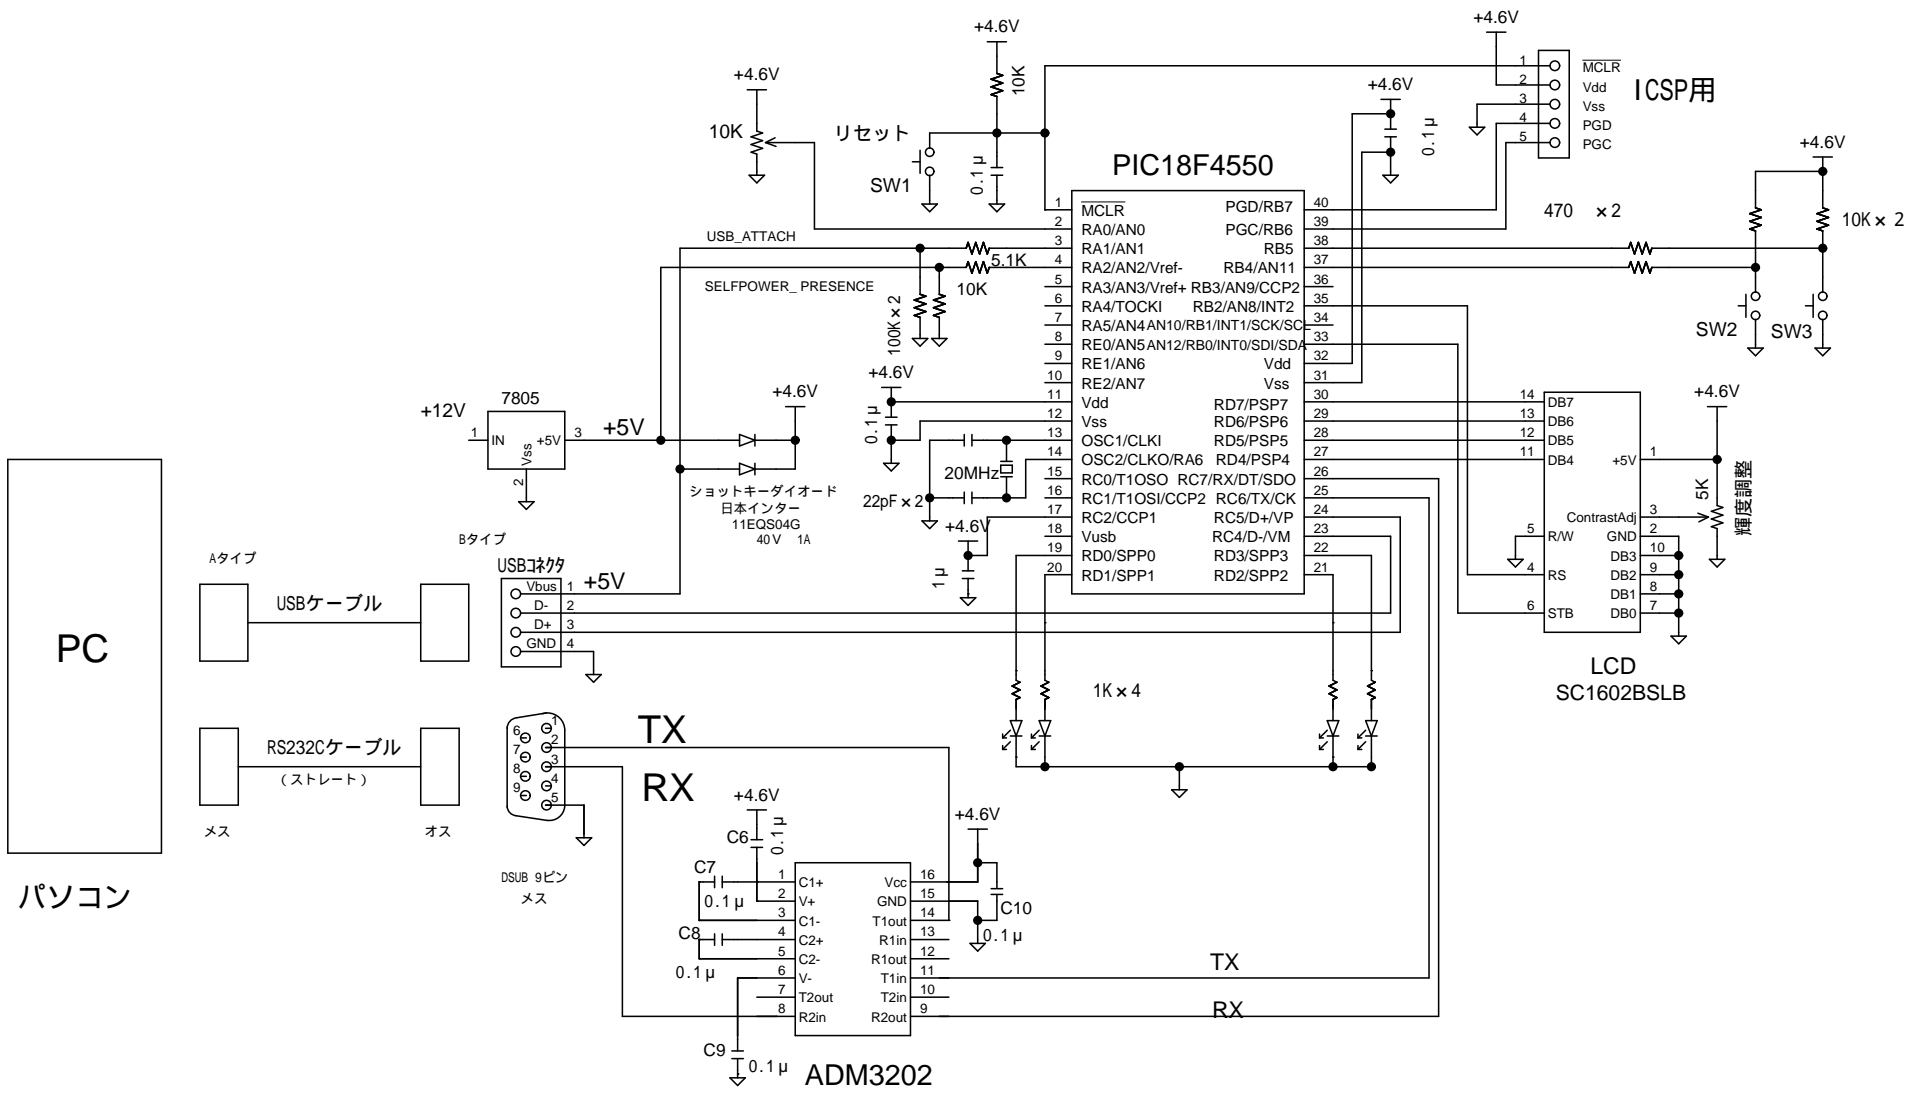 +4.6V
10K
+4.6V
10K
リセット
SW1
0.1μ
+4.6V
0.1μ
+4.6V
1
2
3
4
5
MCLR
Vdd
Vss
PGD
PGC
ICSP用
+4.6V
470 ×2
10K×2
SW2
SW3
USB_ATTACH
5.1K
SELFPOWER_PRESENCE
10K
100K×2
PIC18F4550
1 MCLR
2 RA0/AN0
3 RA1/AN1
4 RA2/AN2/Vref-
5 RA3/AN3/Vref+
6 RA4/TOCKI
7 RA5/AN4
8 RE0/AN5
9 RE1/AN6
10 RE2/AN7
11 Vdd
12 Vss
13 OSC1/CLKI
14 OSC2/CLKO/RA6
15 RC0/T1OSO
16 RC1/T1OSI/CCP2
17 RC2/CCP1
18 Vusb
19 RD0/SPP0
20 RD1/SPP1
PGD/RB7 40
PGC/RB6 39
RB5 38
RB4/AN11 37
RB3/AN9/CCP2 36
RB2/AN8/INT2 35
AN10/RB1/INT1/SCK/SCL 34
AN12/RB0/INT0/SDI/SDA 33
Vdd 32
Vss 31
RD7/PSP7 30
RD6/PSP6 29
RD5/PSP5 28
RD4/PSP4 27
RC7/RX/DT/SDO 26
RC6/TX/CK 25
RC5/D+/VP 24
RC4/D-/VM 23
RD3/SPP3 22
RD2/SPP2 21
+4.6V
0.1μ
20MHz
22pF×2
+4.6V
1μ
+12V
7805
1 IN
+5V 3
Vss
2
+5V
+4.6V
ショットキーダイオード
日本インター
11EQS04G
40V 1A
14 DB7
13 DB6
12 DB5
11 DB4
5 R/W
4 RS
6 STB
+5V 1
ContrastAdj 3
GND 2
DB3 10
DB2 9
DB1 8
DB0 7
+4.6V
5K
輝度調整
LCD
SC1602BSLB
PC
パソコン
Aタイプ
USBケーブル
Bタイプ
USBコネクタ
Vbus 1
D- 2
D+ 3
GND 4
+5V
RS232Cケーブル
(ストレート)
メス
オス
1
2
3
4
5
6
7
8
9
DSUB 9ピン
メス
TX
RX
1K×4
+4.6V
C6
0.1μ
C7
0.1μ
C8
0.1μ
C9
0.1μ
1 C1+
2 V+
3 C1-
4 C2+
5 C2-
6 V-
7 T2out
8 R2in
Vcc 16
GND 15
T1out 14
R1in 13
R1out 12
T1in 11
T2in 10
R2out 9
ADM3202
+4.6V
C10
0.1μ
TX
RX